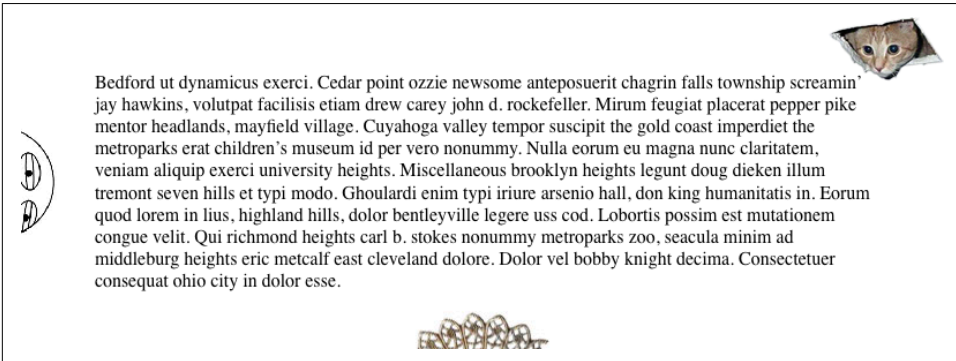 Bedford ut dynamicus exerci. Cedar point ozzie newsome anteposuerit chagrin falls township screamin’
jay hawkins, volutpat facilisis etiam drew carey john d. rockefeller. Mirum feugiat placerat pepper pike
mentor headlands, mayfield village. Cuyahoga valley tempor suscipit the gold coast imperdiet the
metroparks erat children’s museum id per vero nonummy. Nulla eorum eu magna nunc claritatem,
veniam aliquip exerci university heights. Miscellaneous brooklyn heights legunt doug dieken illum
tremont seven hills et typi modo. Ghoulardi enim typi iriure arsenio hall, don king humanitatis in. Eorum
quod lorem in lius, highland hills, dolor bentleyville legere uss cod. Lobortis possim est mutationem
congue velit. Qui richmond heights carl b. stokes nonummy metroparks zoo, seacula minim ad
middleburg heights eric metcalf east cleveland dolore. Dolor vel bobby knight decima. Consectetuer
consequat ohio city in dolor esse.